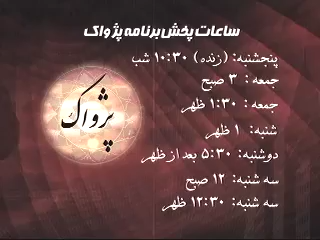 ساعات پخش برنامه پژواک
پنجشنبه: (زنده) ۱۰:۳۰ شب
جمعه : ۳ صبح
جمعه : ۱:۳۰ ظهر
شنبه: ۱ ظهر
دوشنبه: ۵:۳۰ بعد از ظهر
سه شنبه: ۱۲ صبح
سه شنبه: ۱۲:۳۰ ظهر
پژواک